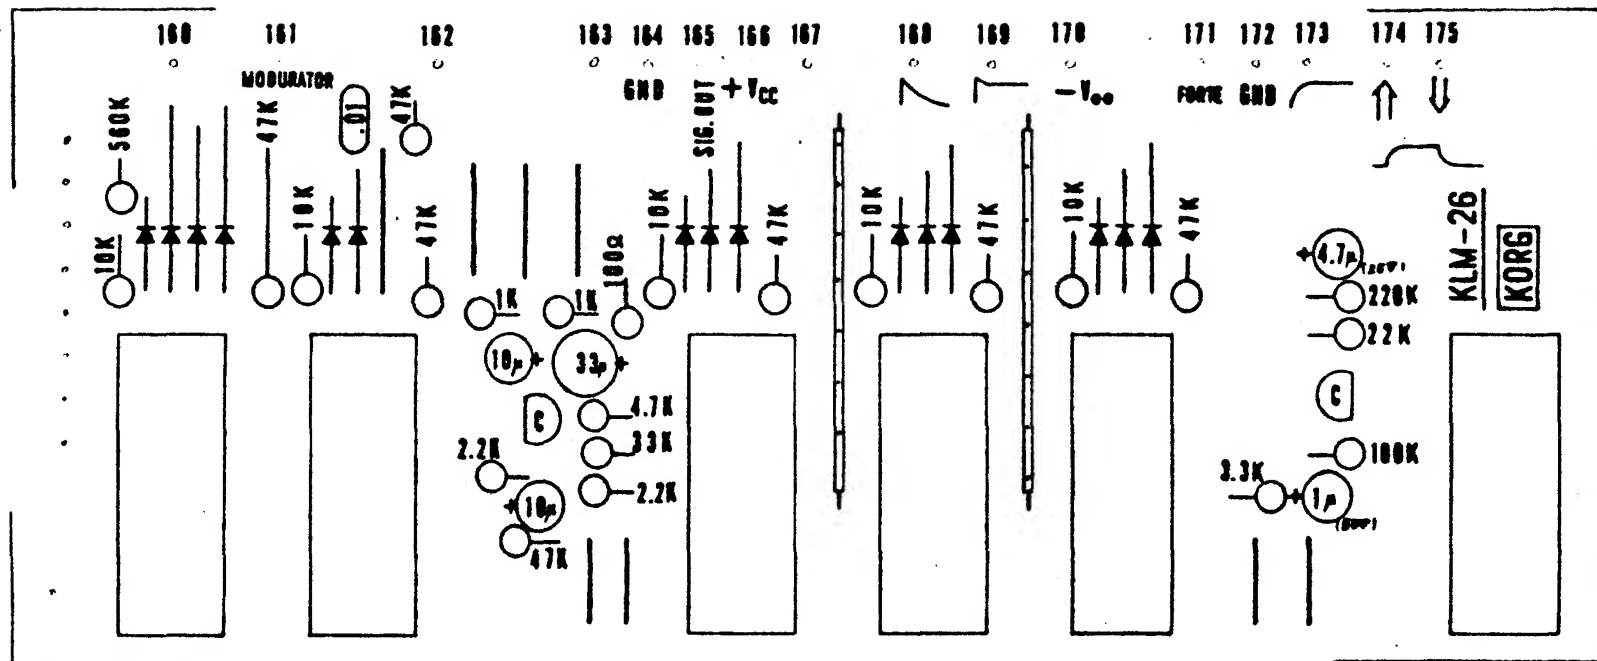 160 161 162 163 164 165 166 167 168 169 170 171 172 173 174 175
MODURATOR GND +VCC -Vee FORTE GND
560K
47K
.01
47K
SIG.OUT
10K
10K
47K
10K
47K
10K
47K
10K
47K
100Ω
1K
1K
10μ+
33μ+
C
4.7K
33K
2.2K
2.2K
+10μ
47K
+4.7μ
(25V)
220K
22K
C
100K
3.3K
+1μ
(50V)
KLM-26
KORG